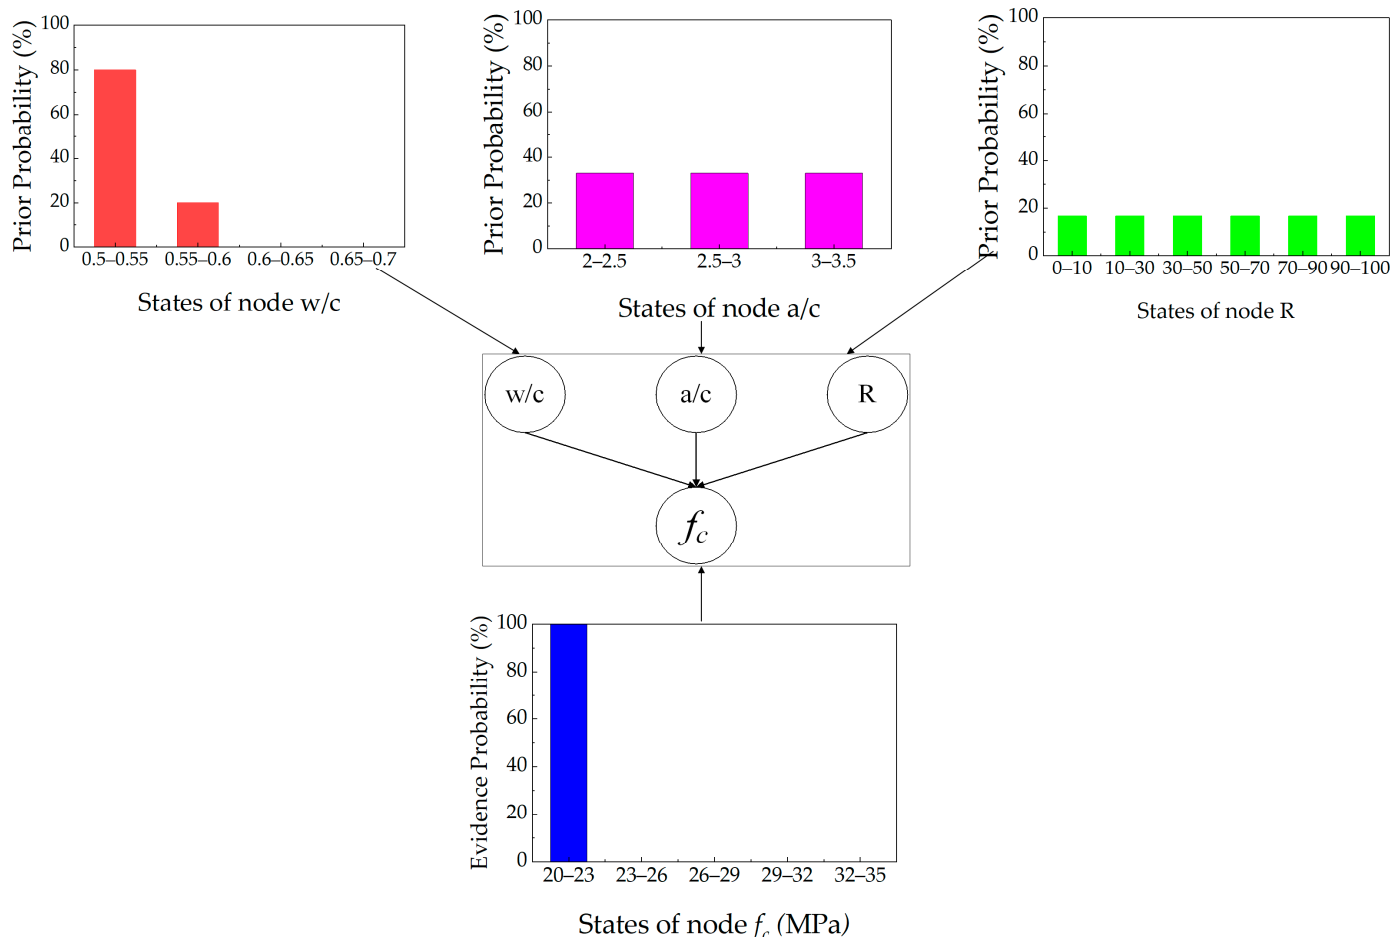 Prior Probability (%)
100
80
60
40
20
0
0.5–0.55 0.55–0.6 0.6–0.65 0.65–0.7
States of node w/c
Prior Probability (%)
100
80
60
40
20
0
2–2.5 2.5–3 3–3.5
States of node a/c
Prior Probability (%)
100
80
60
40
20
0
0–10 10–30 30–50 50–70 70–90 90–100
States of node R
w/c a/c R
fc
Evidence Probability (%)
100
80
60
40
20
0
20–23 23–26 26–29 29–32 32–35
States of node fc (MPa)